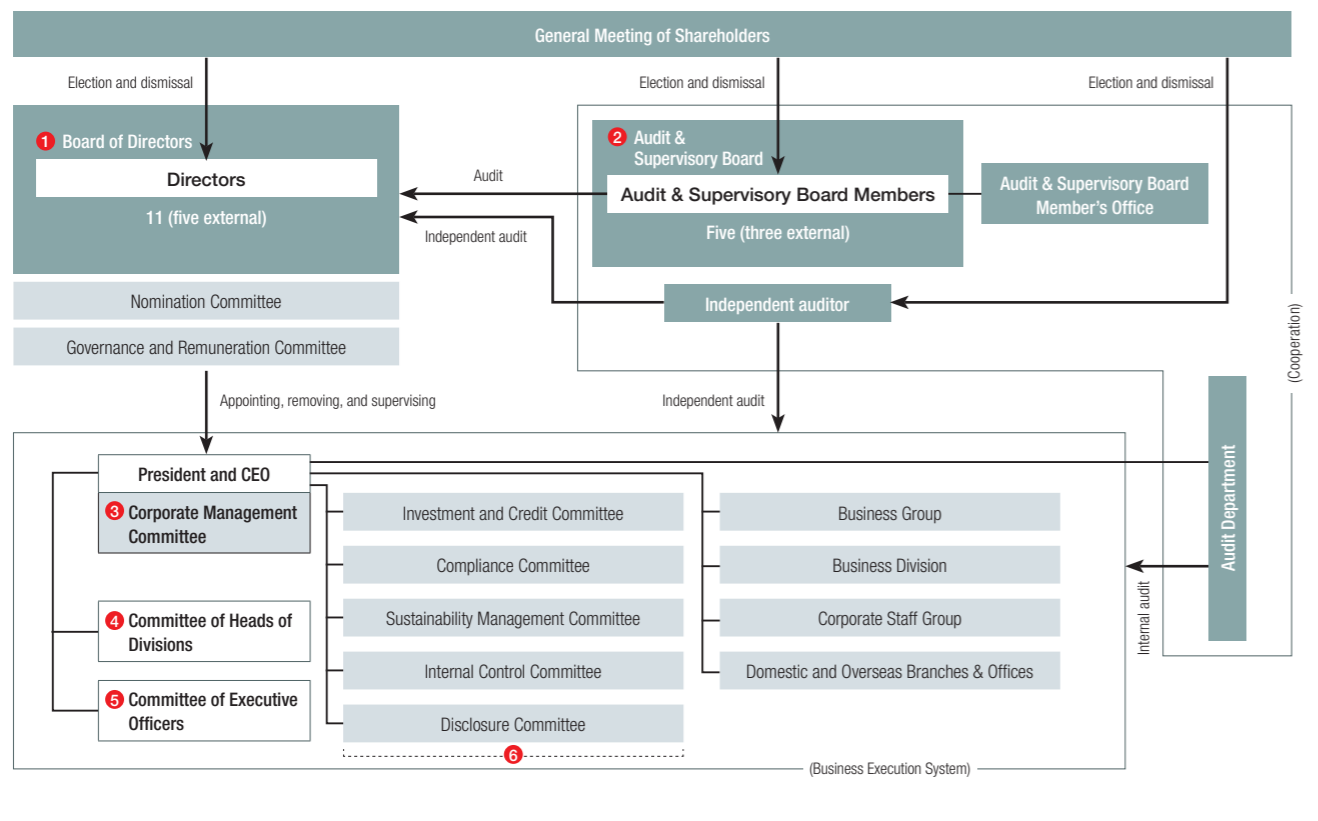 General Meeting of Shareholders
Election and dismissal
Election and dismissal
Election and dismissal
1 Board of Directors
Directors
11 (five external)
Audit
Independent audit
2 Audit &
Supervisory Board
Audit & Supervisory Board Members
Five (three external)
Audit & Supervisory Board
Member's Office
Independent auditor
Nomination Committee
Governance and Remuneration Committee
(Cooperation)
Appointing, removing, and supervising
Independent audit
President and CEO
3 Corporate Management
Committee
4 Committee of Heads of
Divisions
5 Committee of Executive
Officers
Investment and Credit Committee
Compliance Committee
Sustainability Management Committee
Internal Control Committee
Disclosure Committee
6
Business Group
Business Division
Corporate Staff Group
Domestic and Overseas Branches & Offices
Internal audit
Audit Department
(Business Execution System)